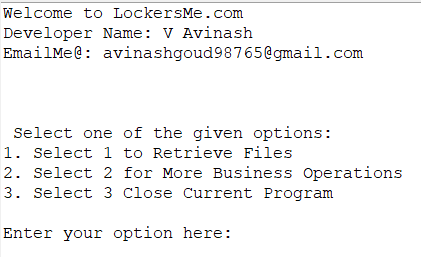 Welcome to LockersMe.com
Developer Name: V Avinash
EmailMe@: avinashgoud98765@gmail.com
Select one of the given options:
1. Select 1 to Retrieve Files
2. Select 2 for More Business Operations
3. Select 3 Close Current Program
Enter your option here: